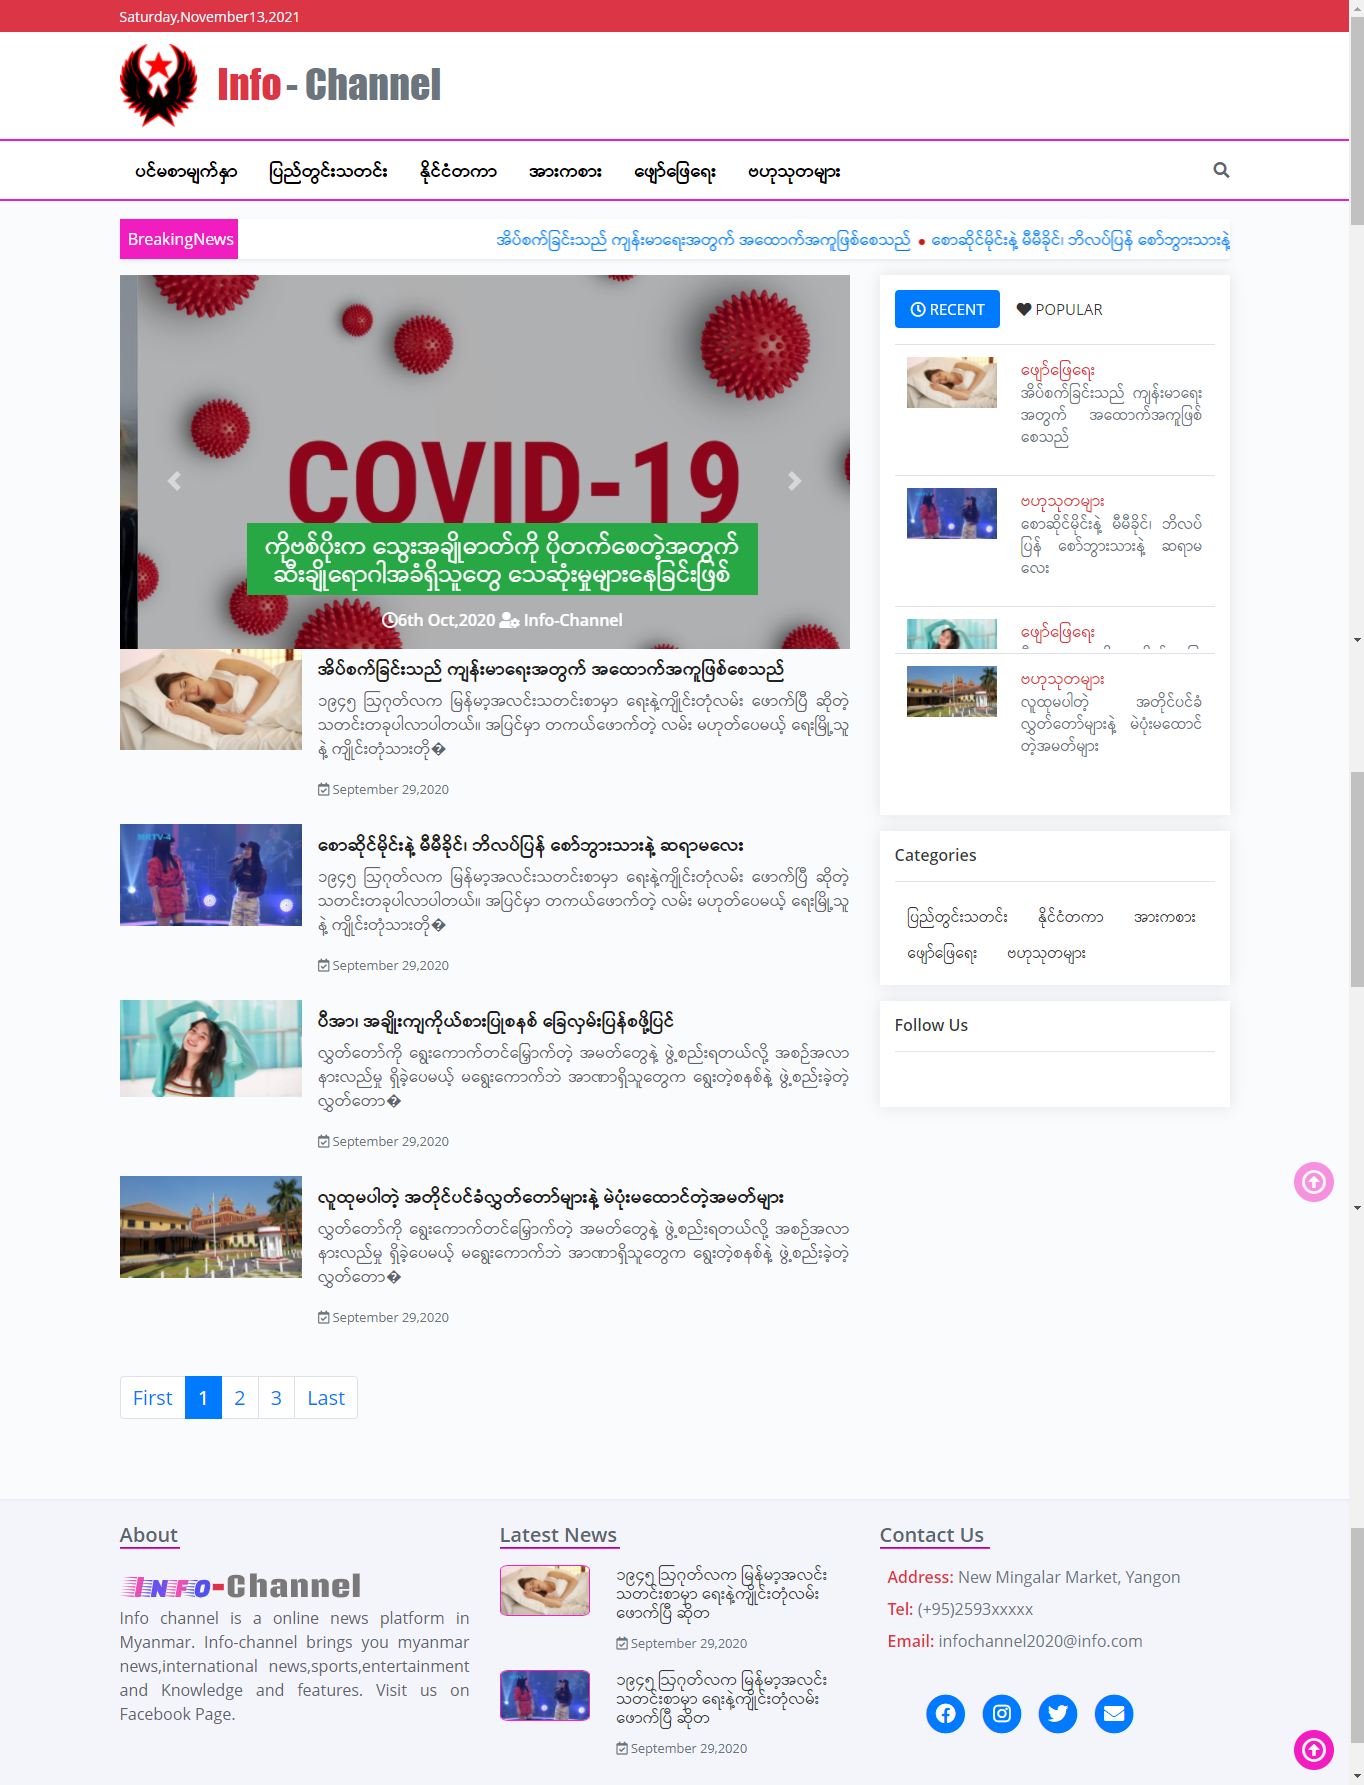 Saturday,November13,2021
Info - Channel
ပင်မစာမျက်နှာ ပြည်တွင်းသတင်း နိုင်ငံတကာ အားကစား ဖျော်ဖြေရေး ဗဟုသုတများ
BreakingNews အိပ်စက်ခြင်းသည် ကျန်းမာရေးအတွက် အထောက်အကူဖြစ်စေသည် ● စောဆိုင်မိုင်းနဲ့ မီမီခိုင်၊ ဘိလပ်ပြန် စော်ဘွားသားနဲ့
COVID-19
ကိုဗစ်ပိုးက သွေးအချိုဓာတ်ကို ပိုတက်စေတဲ့အတွက်
ဆီးချိုရောဂါအခံရှိသူတွေ သေဆုံးမှုများနေခြင်းဖြစ်
6th Oct,2020 Info-Channel
အိပ်စက်ခြင်းသည် ကျန်းမာရေးအတွက် အထောက်အကူဖြစ်စေသည်
၁၉၄၅ ဩဂုတ်လက မြန်မာ့အလင်းသတင်းစာမှာ ရေးနဲ့ကျိုင်းတုံလမ်း ဖောက်ပြီ ဆိုတဲ့
သတင်းတခုပါလာပါတယ်။ အပြင်မှာ တကယ်ဖောက်တဲ့ လမ်း မဟုတ်ပေမယ့် ရေးမြို့သူ
နဲ့ ကျိုင်းတုံသားတို�
September 29,2020
MRTV-4
စောဆိုင်မိုင်းနဲ့ မီမီခိုင်၊ ဘိလပ်ပြန် စော်ဘွားသားနဲ့ ဆရာမလေး
၁၉၄၅ ဩဂုတ်လက မြန်မာ့အလင်းသတင်းစာမှာ ရေးနဲ့ကျိုင်းတုံလမ်း ဖောက်ပြီ ဆိုတဲ့
သတင်းတခုပါလာပါတယ်။ အပြင်မှာ တကယ်ဖောက်တဲ့ လမ်း မဟုတ်ပေမယ့် ရေးမြို့သူ
နဲ့ ကျိုင်းတုံသားတို�
September 29,2020
ပီအာ၊ အချိုးကျကိုယ်စားပြုစနစ် ခြေလှမ်းပြန်စဖို့ပြင်
လွှတ်တော်ကို ရွေးကောက်တင်မြှောက်တဲ့ အမတ်တွေနဲ့ ဖွဲ့စည်းရတယ်လို့ အစဉ်အလာ
နားလည်မှု ရှိခဲ့ပေမယ့် မရွေးကောက်ဘဲ အာဏာရှိသူတွေက ရွေးတဲ့စနစ်နဲ့ ဖွဲ့စည်းခဲ့တဲ့
လွှတ်တော�
September 29,2020
လူထုမပါတဲ့ အတိုင်ပင်ခံလွှတ်တော်များနဲ့ မဲပုံးမထောင်တဲ့အမတ်များ
လွှတ်တော်ကို ရွေးကောက်တင်မြှောက်တဲ့ အမတ်တွေနဲ့ ဖွဲ့စည်းရတယ်လို့ အစဉ်အလာ
နားလည်မှု ရှိခဲ့ပေမယ့် မရွေးကောက်ဘဲ အာဏာရှိသူတွေက ရွေးတဲ့စနစ်နဲ့ ဖွဲ့စည်းခဲ့တဲ့
လွှတ်တော�
September 29,2020
First 1 2 3 Last
RECENT POPULAR
ဖျော်ဖြေရေး
အိပ်စက်ခြင်းသည် ကျန်းမာရေး
အတွက် အထောက်အကူဖြစ်
စေသည်
ဗဟုသုတများ
စောဆိုင်မိုင်းနဲ့ မီမီခိုင်၊ ဘိလပ်
ပြန် စော်ဘွားသားနဲ့ ဆရာမ
လေး
ဖျော်ဖြေရေး
ဗဟုသုတများ
လူထုမပါတဲ့ အတိုင်ပင်ခံ
လွှတ်တော်များနဲ့ မဲပုံးမထောင်
တဲ့အမတ်များ
Categories
ပြည်တွင်းသတင်း နိုင်ငံတကာ အားကစား
ဖျော်ဖြေရေး ဗဟုသုတများ
Follow Us
About
Info-Channel
Info channel is a online news platform in
Myanmar. Info-channel brings you myanmar
news,international news,sports,entertainment
and Knowledge and features. Visit us on
Facebook Page.
Latest News
၁၉၄၅ ဩဂုတ်လက မြန်မာ့အလင်း
သတင်းစာမှာ ရေးနဲ့ကျိုင်းတုံလမ်း
ဖောက်ပြီ ဆိုတ
September 29,2020
၁၉၄၅ ဩဂုတ်လက မြန်မာ့အလင်း
သတင်းစာမှာ ရေးနဲ့ကျိုင်းတုံလမ်း
ဖောက်ပြီ ဆိုတ
September 29,2020
Contact Us
Address: New Mingalar Market, Yangon
Tel: (+95)2593xxxxx
Email: infochannel2020@info.com